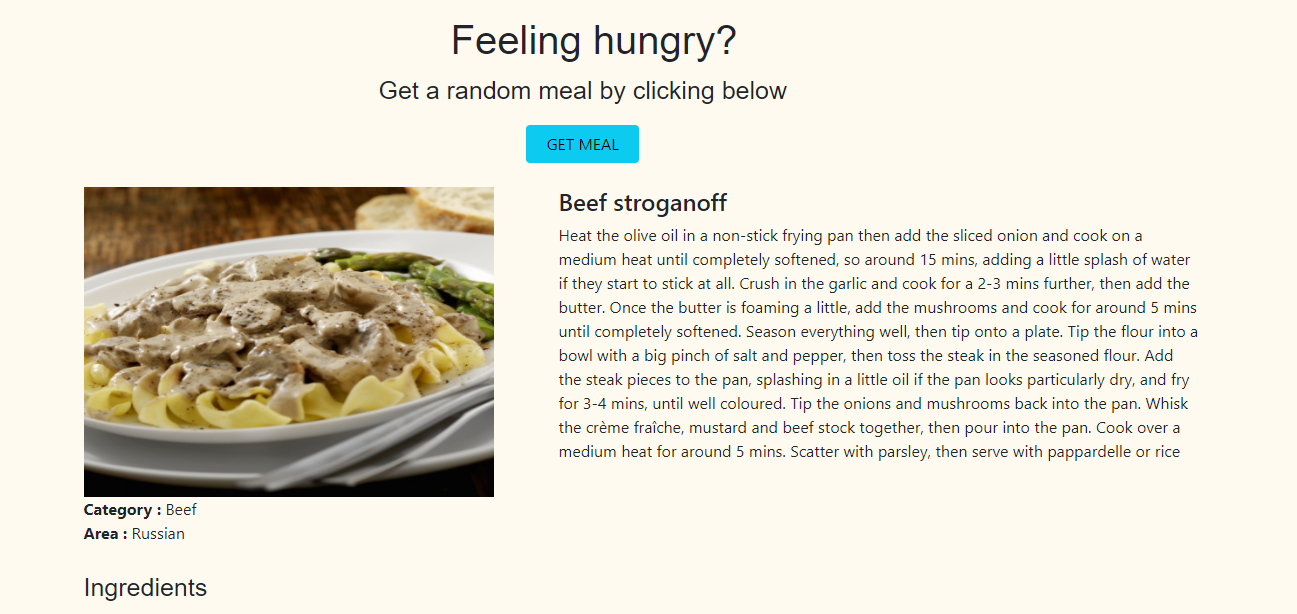 Feeling hungry?
Get a random meal by clicking below
GET MEAL
Beef stroganoff
Heat the olive oil in a non-stick frying pan then add the sliced onion and cook on a
medium heat until completely softened, so around 15 mins, adding a little splash of water
if they start to stick at all. Crush in the garlic and cook for a 2-3 mins further, then add the
butter. Once the butter is foaming a little, add the mushrooms and cook for around 5 mins
until completely softened. Season everything well, then tip onto a plate. Tip the flour into a
bowl with a big pinch of salt and pepper, then toss the steak in the seasoned flour. Add
the steak pieces to the pan, splashing in a little oil if the pan looks particularly dry, and fry
for 3-4 mins, until well coloured. Tip the onions and mushrooms back into the pan. Whisk
the crème fraîche, mustard and beef stock together, then pour into the pan. Cook over a
medium heat for around 5 mins. Scatter with parsley, then serve with pappardelle or rice
Category : Beef
Area : Russian
Ingredients